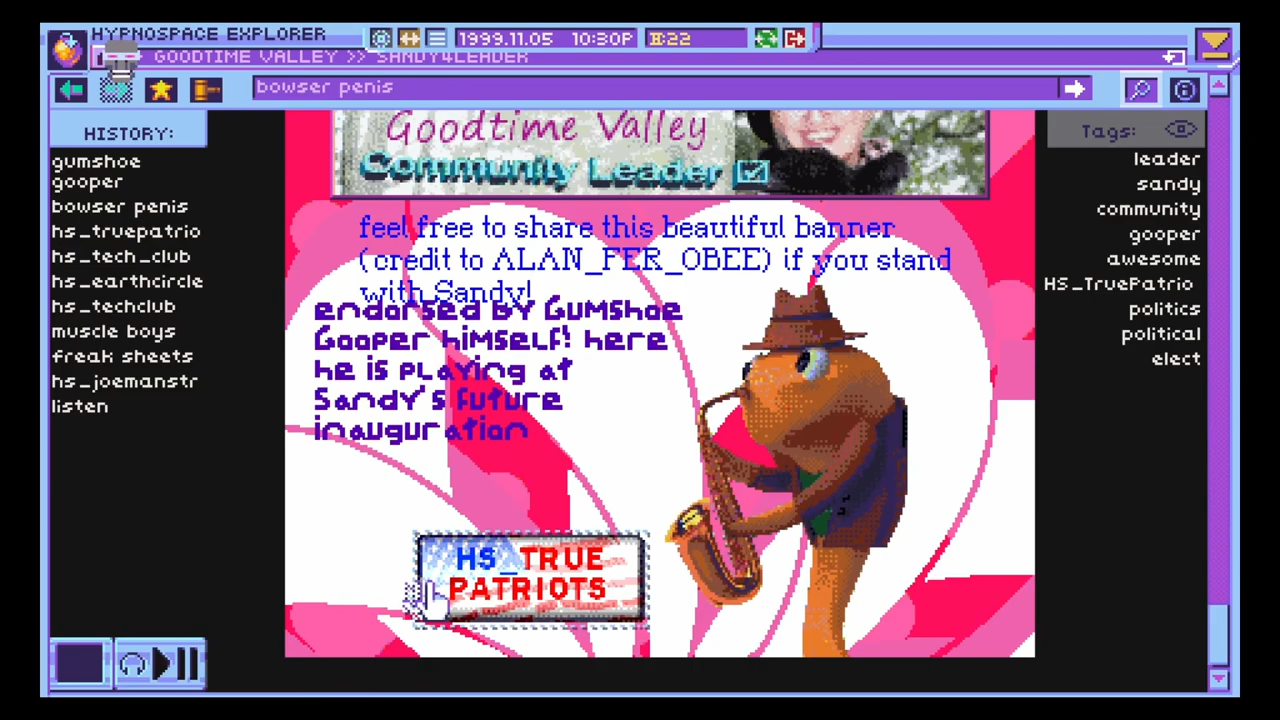 HYPNOSPACE EXPLORER
1999.11.05 10:30P
22
GOODTIME VALLEY >> SANDY4LEADER
bowser penis
HISTORY:
gumshoe
gooper
bowser penis
hs_truepatrio
hs_tech_club
hs_earthcircle
hs_techclub
muscle boys
freak sheets
hs_joemanstr
listen
Goodtime Valley
Community Leader
feel free to share this beautiful banner
(credit to ALAN_FER_OBEE) if you stand
with Sandy!
endorsed by Gumshoe
Gooper himself! here
he is playing at
Sandy's future
inauguration
HS_TRUE
PATRIOTS
Tags:
leader
sandy
community
gooper
awesome
HS_TruePatrio
politics
political
elect